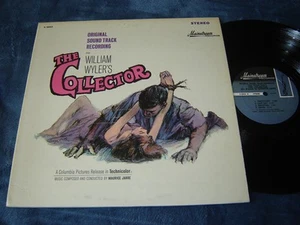 STEREO
Mainstream
ORIGINAL
SOUND TRACK
RECORDING
WILLIAM
WYLER'S
THE
COLLECTOR
A Columbia Pictures Release in Technicolor
MUSIC COMPOSED AND CONDUCTED BY MAURICE JARRE
Mainstream